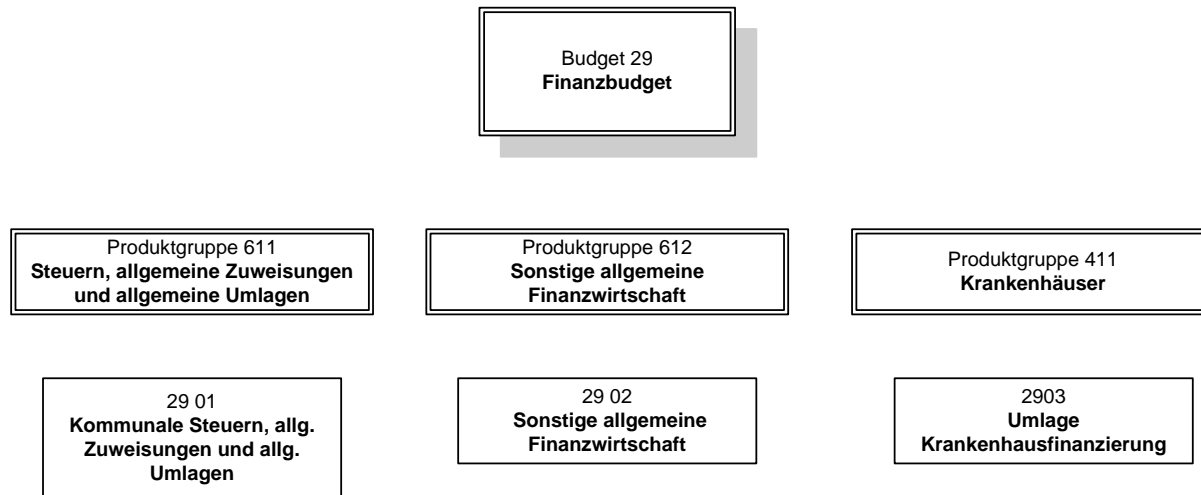 Budget 29
Finanzbudget
Produktgruppe 611
Steuern, allgemeine Zuweisungen
und allgemeine Umlagen
Produktgruppe 612
Sonstige allgemeine
Finanzwirtschaft
Produktgruppe 411
Krankenhäuser
29 01
Kommunale Steuern, allg.
Zuweisungen und allg.
Umlagen
29 02
Sonstige allgemeine
Finanzwirtschaft
2903
Umlage
Krankenhausfinanzierung